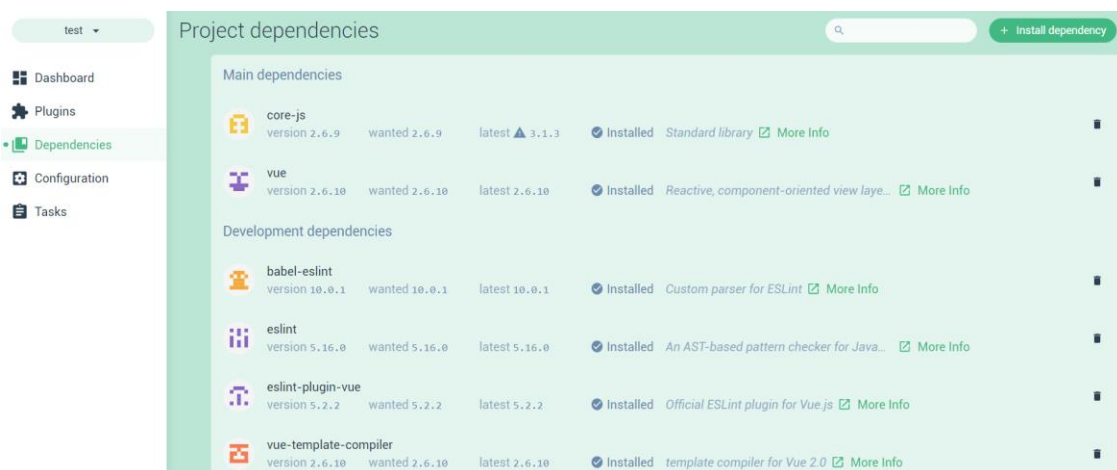 test
Project dependencies
+ Install dependency
Dashboard
Plugins
Dependencies
Configuration
Tasks
Main dependencies
core-js
version 2.6.9 wanted 2.6.9 latest 3.1.3 Installed Standard library More Info
vue
version 2.6.10 wanted 2.6.10 latest 2.6.10 Installed Reactive, component-oriented view laye... More Info
Development dependencies
babel-eslint
version 10.0.1 wanted 10.0.1 latest 10.0.1 Installed Custom parser for ESLint More Info
eslint
version 5.16.0 wanted 5.16.0 latest 5.16.0 Installed An AST-based pattern checker for Java... More Info
eslint-plugin-vue
version 5.2.2 wanted 5.2.2 latest 5.2.2 Installed Official ESLint plugin for Vue.js More Info
vue-template-compiler
version 2.6.10 wanted 2.6.10 latest 2.6.10 Installed template compiler for Vue 2.0 More Info